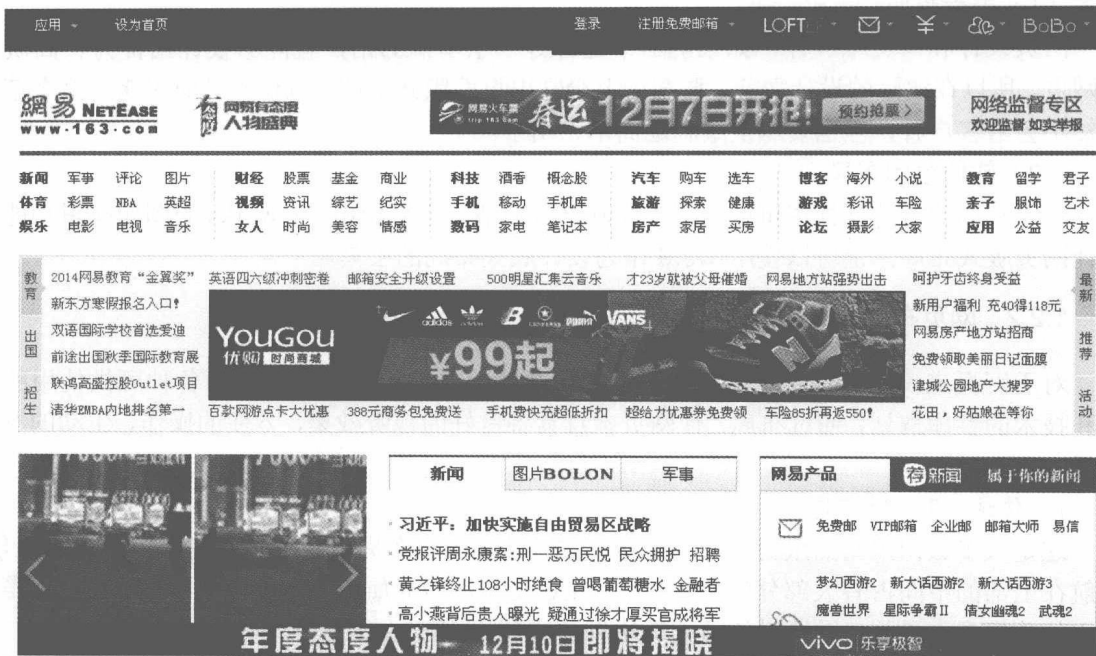 应用 设为首页 登录 注册免费邮箱 LOFTER BoBo
網易 NETEASE
www.163.com
有态度 网易有态度人物盛典
网易火车票 trip.163.com 春运12月7日开抢! 预约抢票 >
网络监督专区
欢迎监督 如实举报
新闻 军事 评论 图片 财经 股票 基金 商业 科技 酒香 概念股 汽车 购车 选车 博客 海外 小说 教育 留学 君子
体育 彩票 NBA 英超 视频 资讯 综艺 纪实 手机 移动 手机库 旅游 探索 健康 游戏 彩讯 车险 亲子 服饰 艺术
娱乐 电影 电视 音乐 女人 时尚 美容 情感 数码 家电 笔记本 房产 家居 买房 论坛 摄影 大家 应用 公益 交友
教育
出国
招生
2014网易教育“金翼奖” 英语四六级冲刺密卷 邮箱安全升级设置 500明星汇集云音乐 才23岁就被父母催婚 网易地方站强势出击 呵护牙齿终身受益
新东方寒假报名入口! 新用户福利 充40得118元
双语国际学校首选爱迪 网易房产地方站招商
前途出国秋季国际教育展 免费领取美丽日记面膜
联鸿高盛控股Outlet项目 津城公园地产大搜罗
清华EMBA内地排名第一 百款网游点卡大优惠 388元商务包免费送 手机费快充超低折扣 超给力优惠券免费领 车险85折再返550! 花田，好姑娘在等你
最新
推荐
活动
YOUGOU
优购 时尚商城
adidas adidas B PUMA VANS
¥99起
新闻 图片BOLON 军事
习近平：加快实施自由贸易区战略
党报评周永康案:刑一恶万民悦 民众拥护 招聘
黄之锋终止108小时绝食 曾喝葡萄糖水 金融者
高小燕背后贵人曝光 疑通过徐才厚买官成将军
网易产品 荐新闻 属于你的新闻
免费邮 VIP邮箱 企业邮 邮箱大师 易信
梦幻西游2 新大话西游2 新大话西游3
魔兽世界 星际争霸II 倩女幽魂2 武魂2
年度态度人物 12月10日即将揭晓 vivo 乐享极智